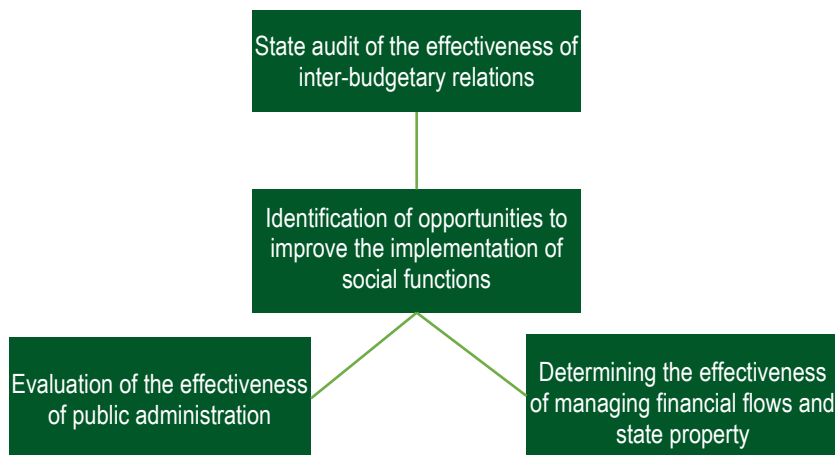 State audit of the effectiveness of
inter-budgetary relations
Identification of opportunities to
improve the implementation of
social functions
Evaluation of the effectiveness
of public administration
Determining the effectiveness
of managing financial flows and
state property